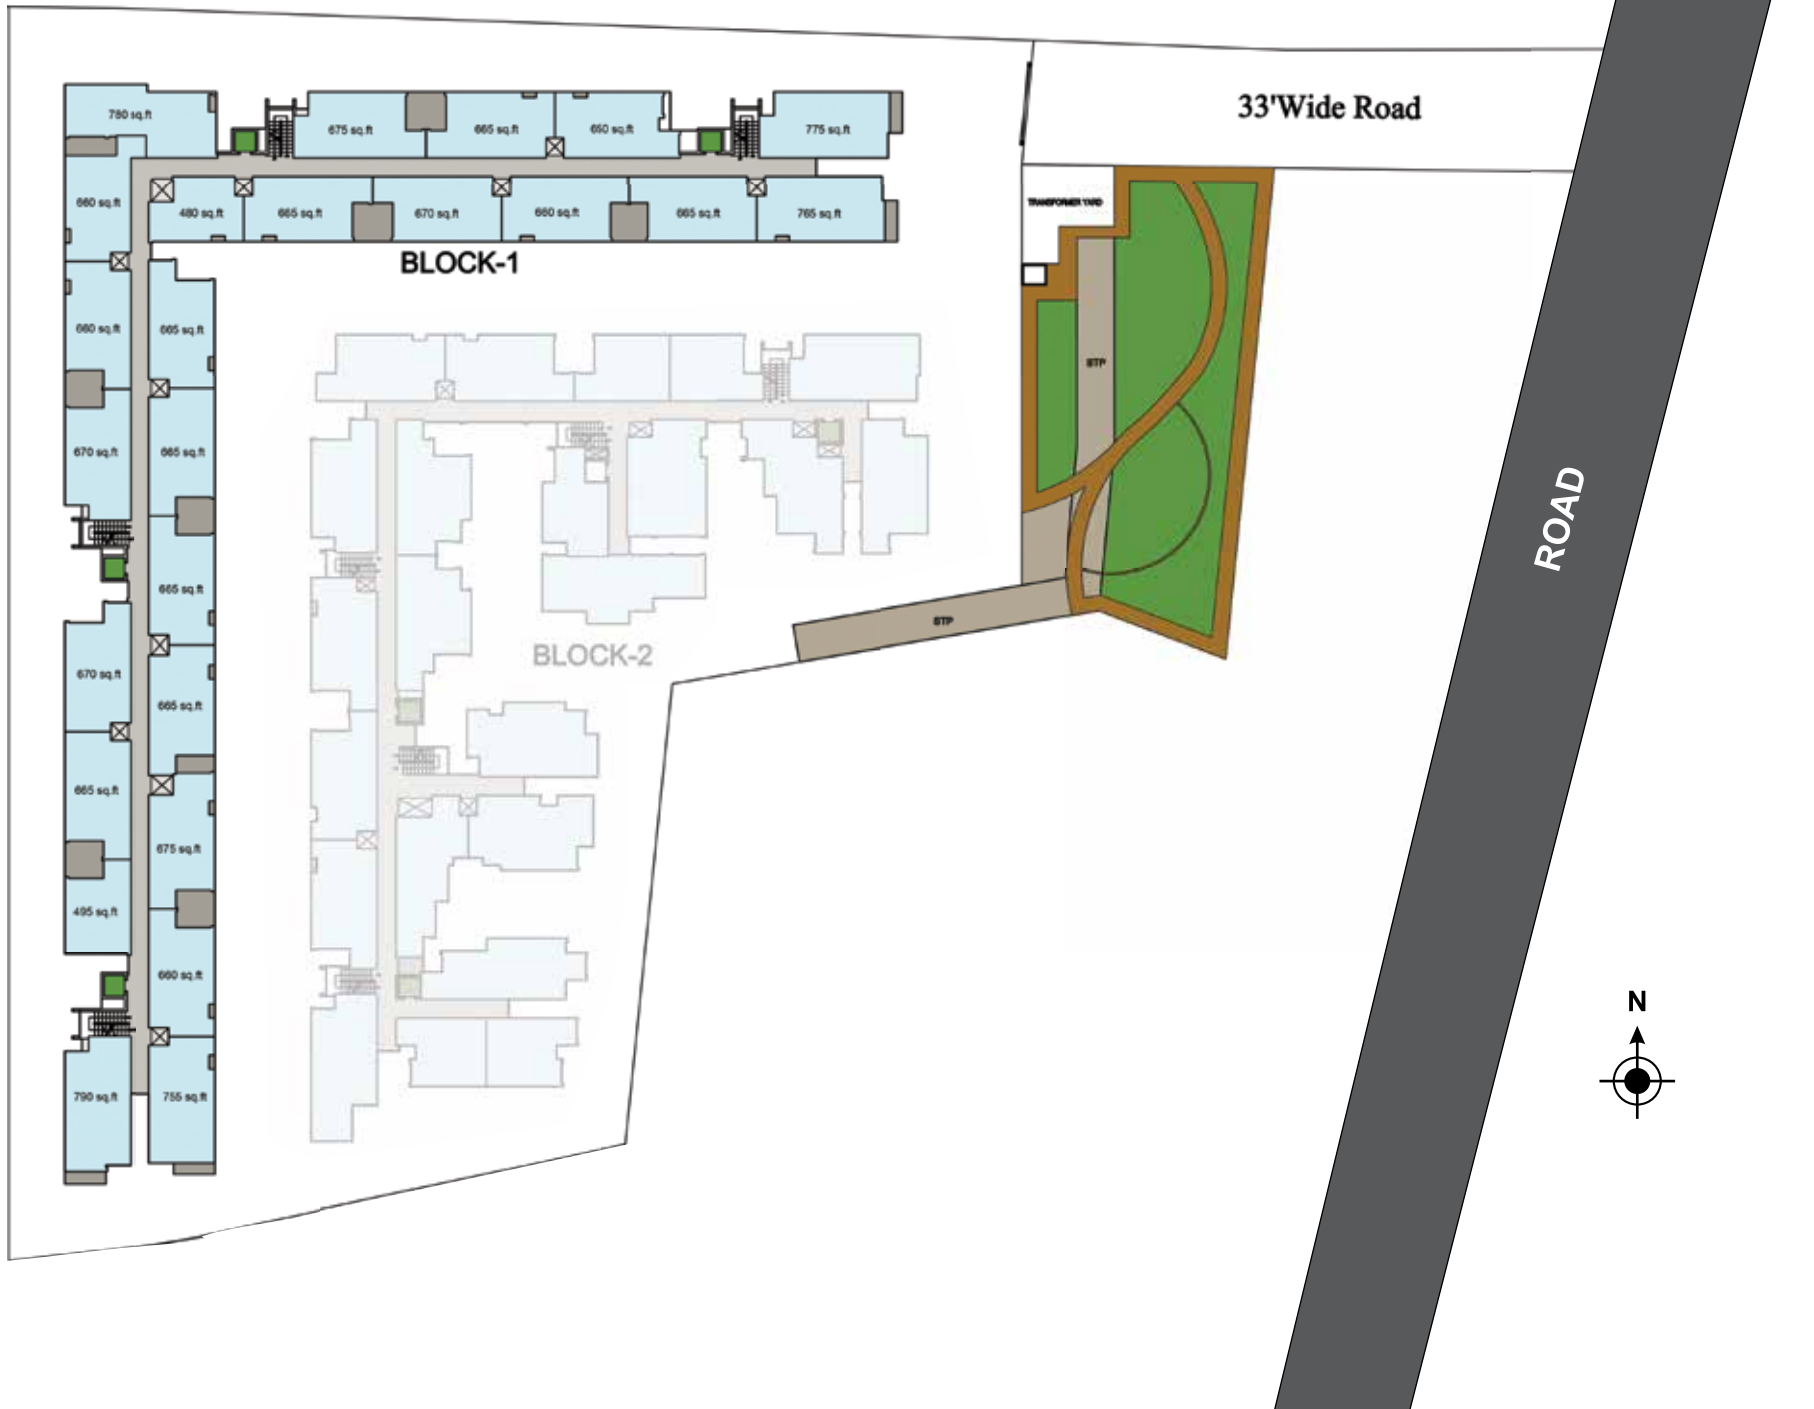 33'Wide Road
780 sq.ft
675 sq.ft
665 sq.ft
650 sq.ft
775 sq.ft
660 sq.ft
480 sq.ft
665 sq.ft
670 sq.ft
660 sq.ft
665 sq.ft
765 sq.ft
TRANSFORMER YARD
BLOCK-1
660 sq.ft
665 sq.ft
STP
670 sq.ft
665 sq.ft
ROAD
665 sq.ft
STP
BLOCK-2
670 sq.ft
665 sq.ft
665 sq.ft
675 sq.ft
495 sq.ft
660 sq.ft
N
790 sq.ft
755 sq.ft